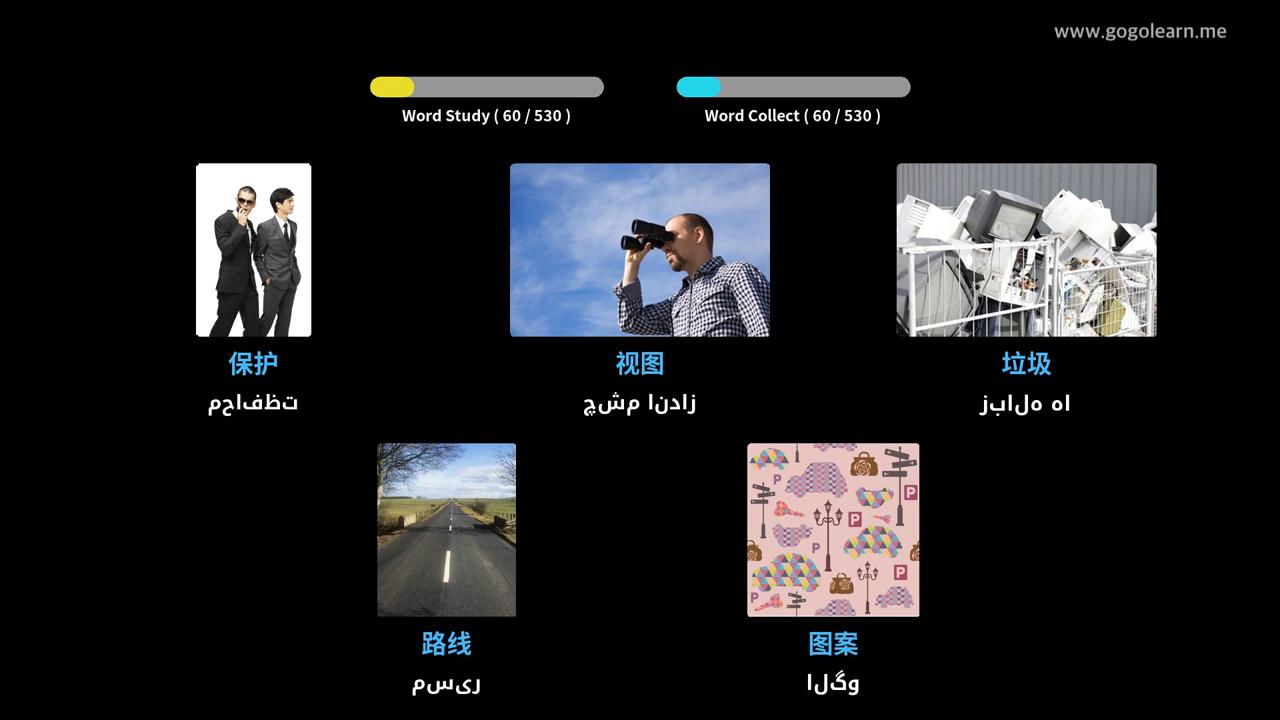 www.gogolearn.me
Word Study ( 60 / 530 )
Word Collect ( 60 / 530 )
保护
محافظت
视图
چشم انداز
垃圾
زباله ها
路线
مسیر
图案
الگو